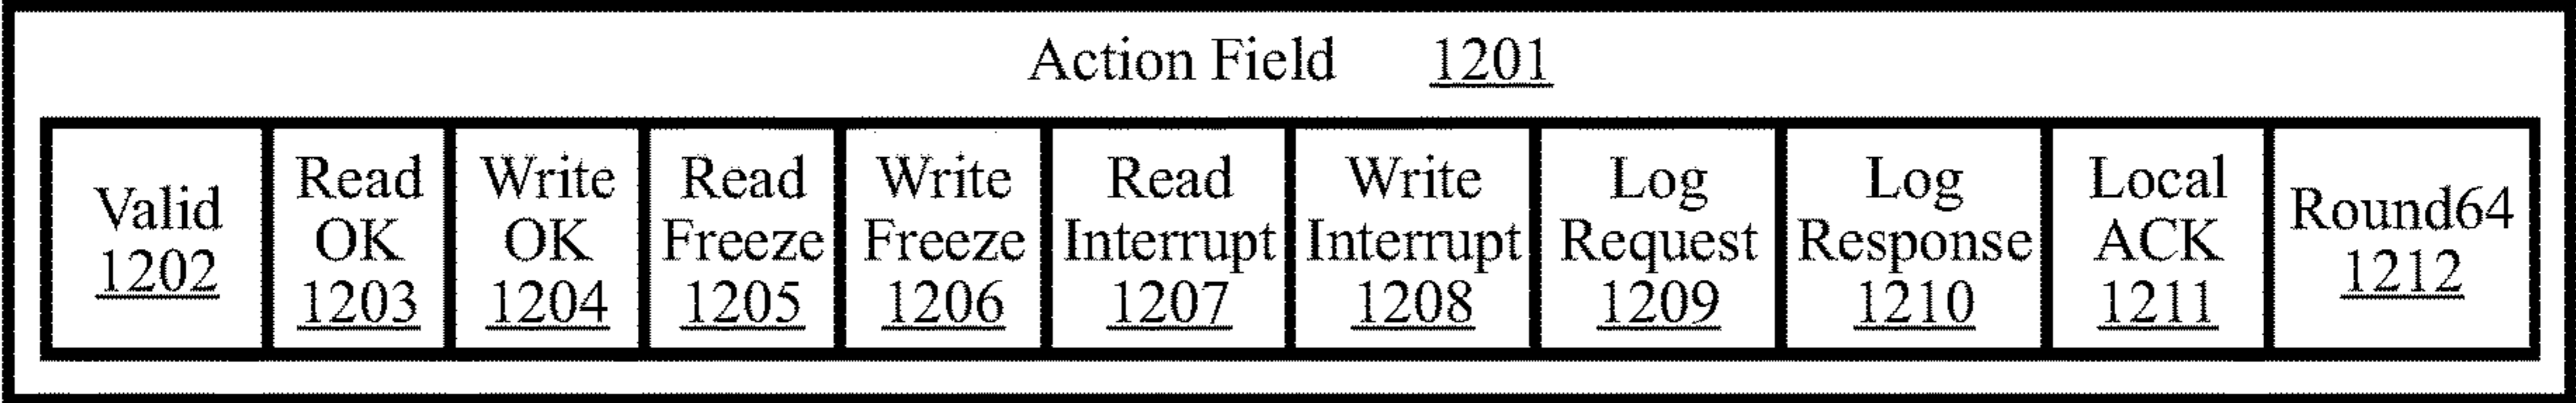 Action Field 1201
Valid
1202
Read
OK
1203
Write
OK
1204
Read
Freeze
1205
Write
Freeze
1206
Read
Interrupt
1207
Write
Interrupt
1208
Log
Request
1209
Log
Response
1210
Local
ACK
1211
Round64
1212